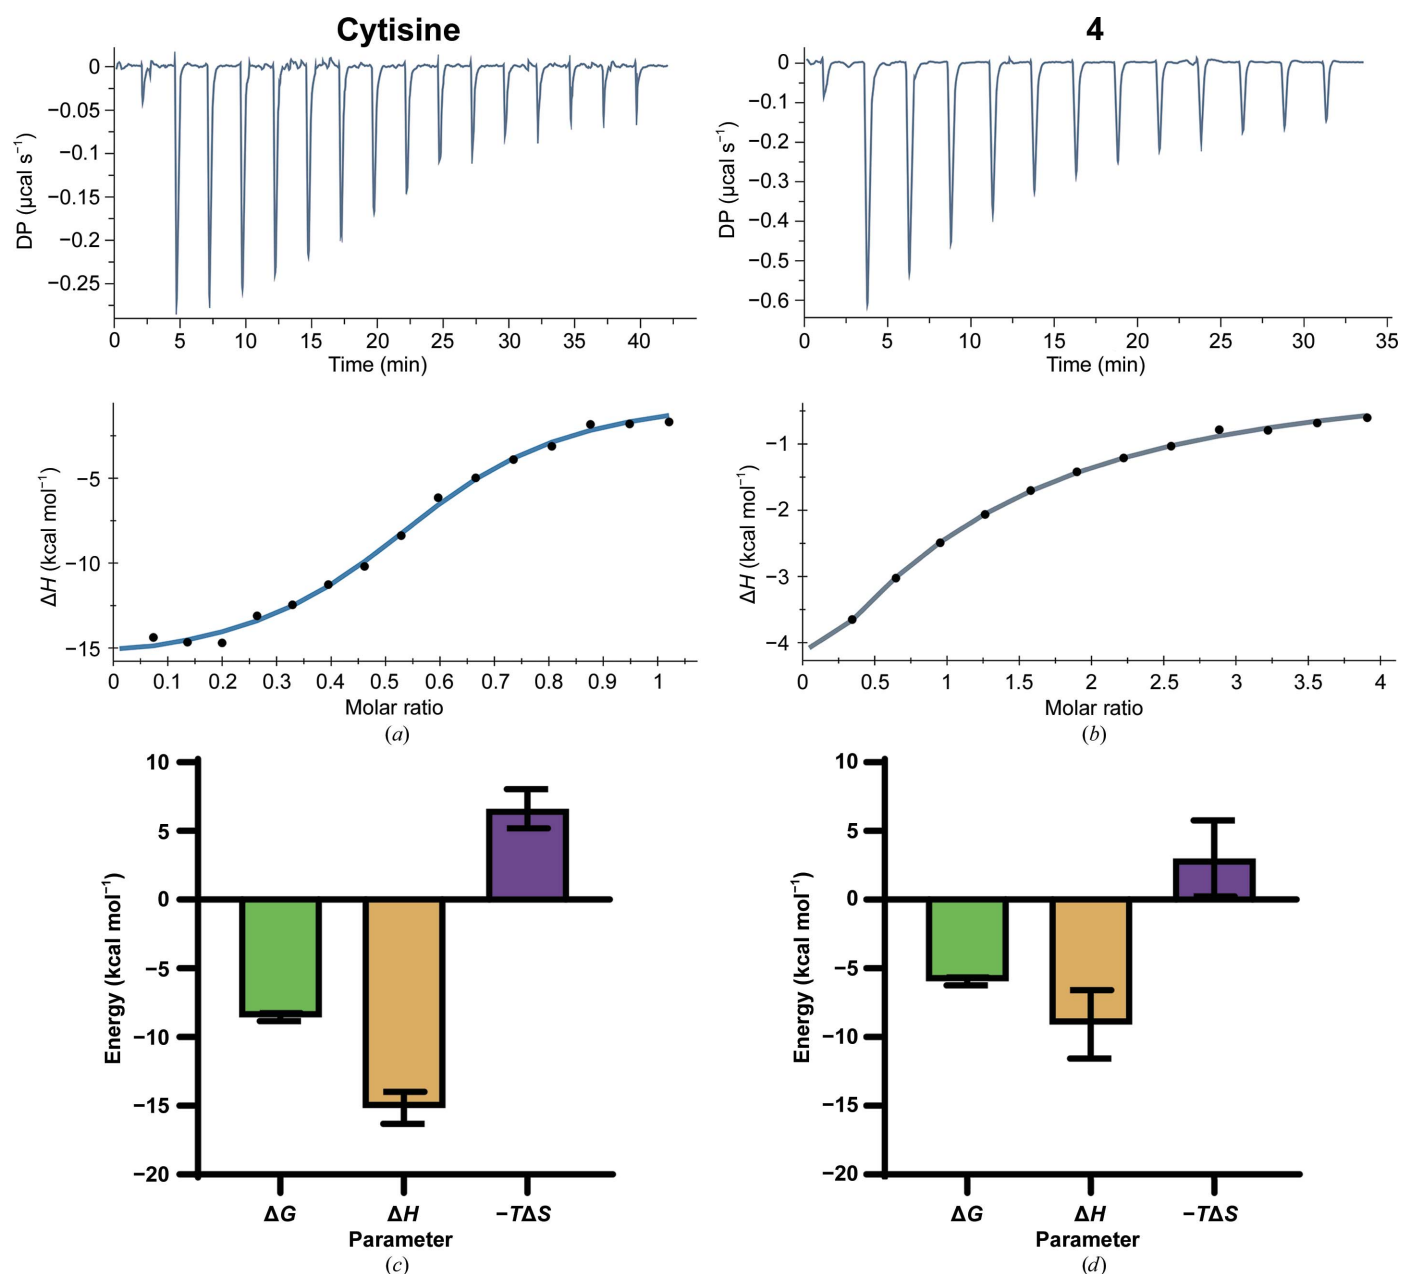 Cytisine
0
−0.05
−0.1
−0.15
−0.2
−0.25
DP (µcal s⁻¹)
0 5 10 15 20 25 30 35 40
Time (min)
4
0
−0.1
−0.2
−0.3
−0.4
−0.5
−0.6
DP (µcal s⁻¹)
0 5 10 15 20 25 30 35
Time (min)
−5
−10
−15
ΔH (kcal mol⁻¹)
0 0.1 0.2 0.3 0.4 0.5 0.6 0.7 0.8 0.9 1
Molar ratio
(a)
−1
−2
−3
−4
ΔH (kcal mol⁻¹)
0 0.5 1 1.5 2 2.5 3 3.5 4
Molar ratio
(b)
10
5
0
−5
−10
−15
−20
Energy (kcal mol⁻¹)
ΔG ΔH −TΔS
Parameter
(c)
10
5
0
−5
−10
−15
−20
Energy (kcal mol⁻¹)
ΔG ΔH −TΔS
Parameter
(d)